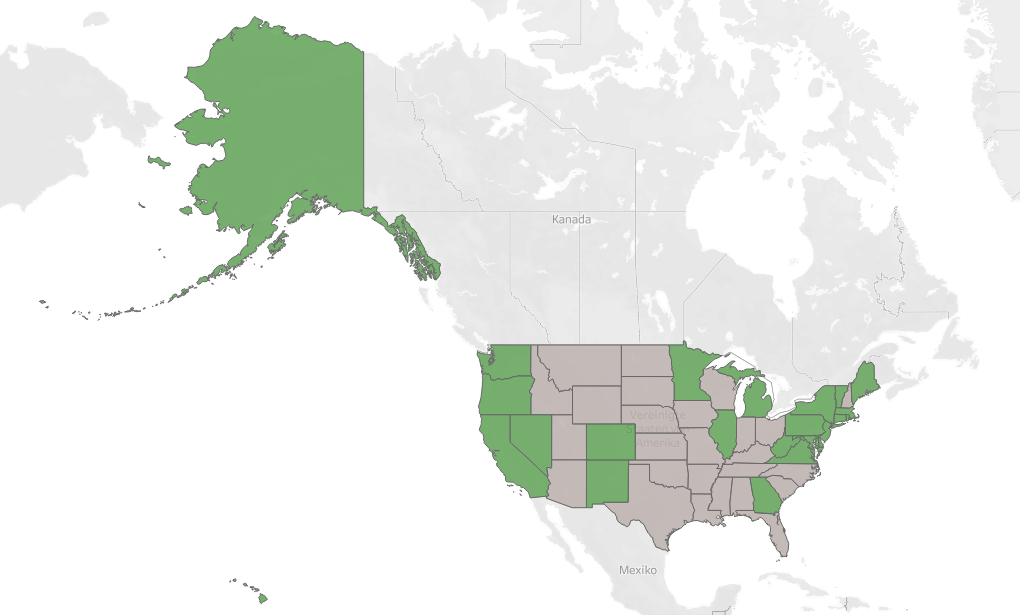 Kanada
Vereinigte
Staaten von
Amerika
Mexiko